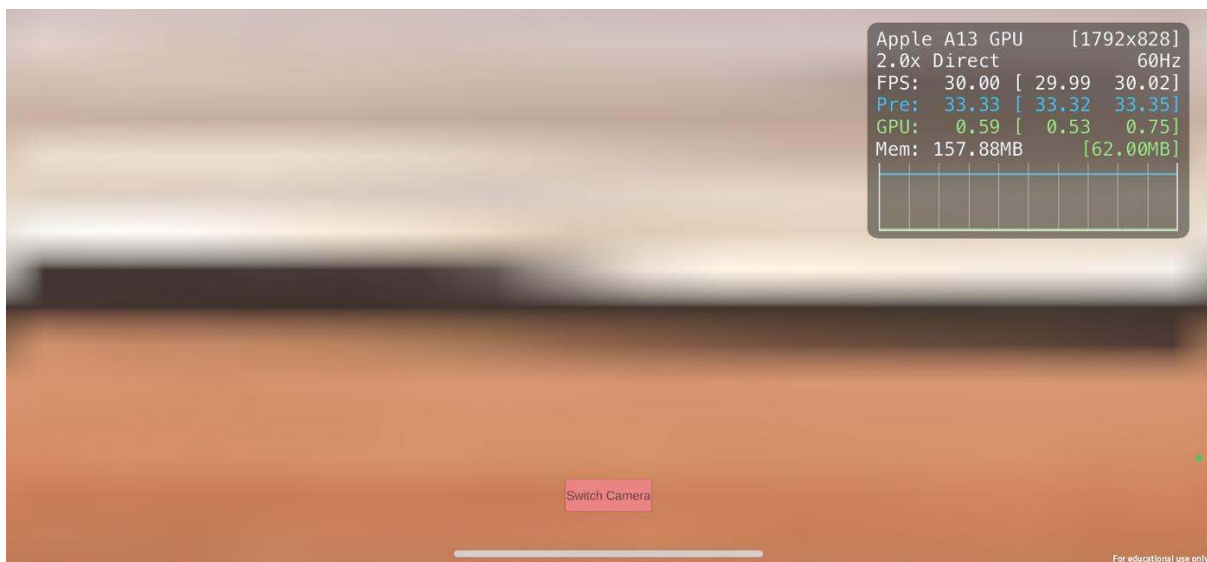 Apple A13 GPU [1792x828]
2.0x Direct 60Hz
FPS: 30.00 [ 29.99 30.02]
Pre: 33.33 [ 33.32 33.35]
GPU: 0.59 [ 0.53 0.75]
Mem: 157.88MB [62.00MB]
Switch Camera
For educational use only